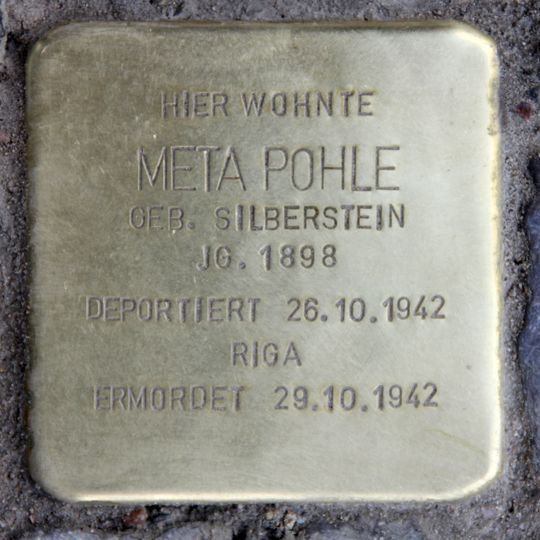 HIER WOHNTE
META POHLE
GEB. SILBERSTEIN
JG. 1898
DEPORTIERT 26.10.1942
RIGA
ERMORDET 29.10.1942